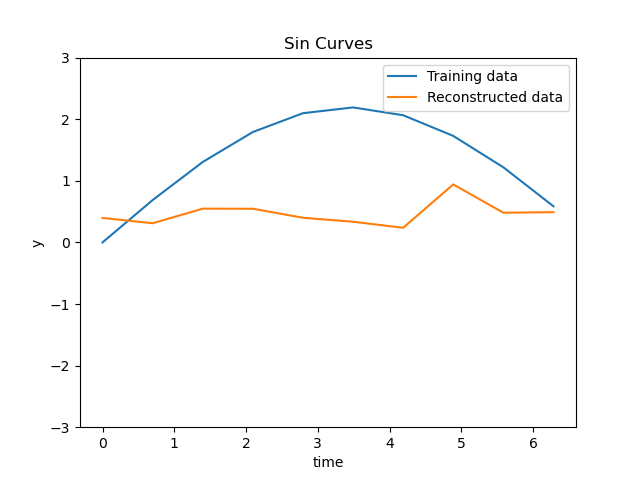 Sin Curves
Training data
Reconstructed data
3
2
1
0
−1
−2
−3
y
0 1 2 3 4 5 6
time